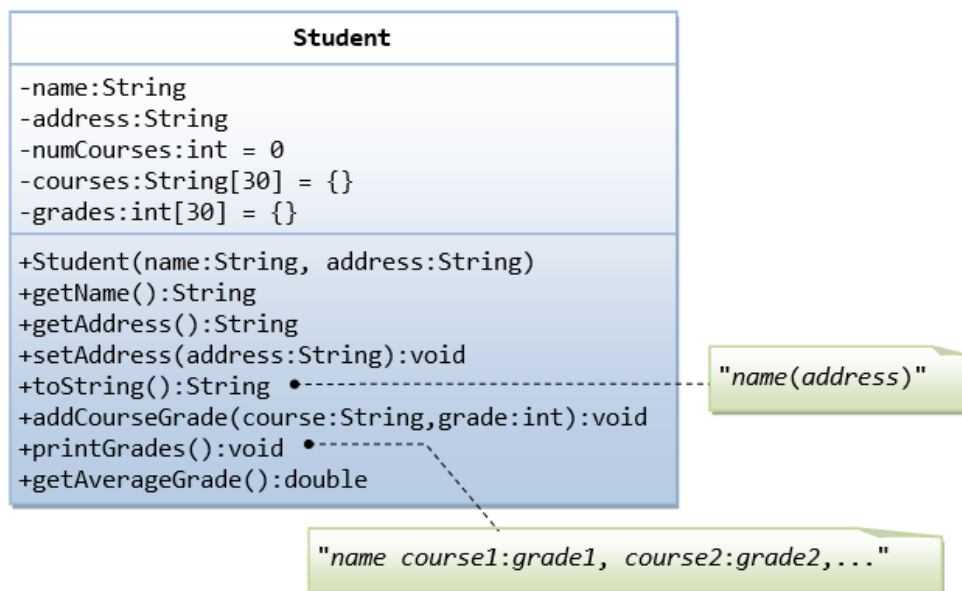 Student
-name:String
-address:String
-numCourses:int = 0
-courses:String[30] = {}
-grades:int[30] = {}
+Student(name:String, address:String)
+getName():String
+getAddress():String
+setAddress(address:String):void
+toString():String
"name(address)"
+addCourseGrade(course:String,grade:int):void
+printGrades():void
+getAverageGrade():double
"name course1:grade1, course2:grade2,..."